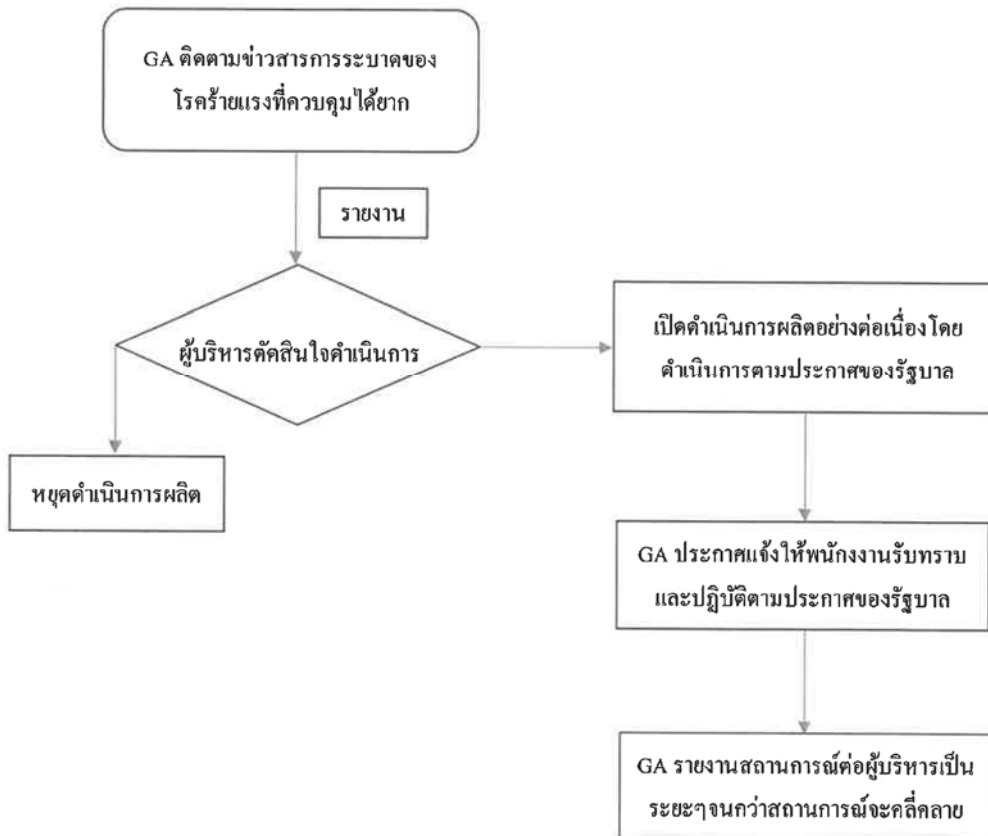 GA ติดตามข่าวสารการระบาดของ
โรคร้ายแรงที่ควบคุมได้ยาก
รายงาน
ผู้บริหารตัดสินใจดำเนินการ
เปิดดำเนินการผลิตอย่างต่อเนื่องโดย
ดำเนินการตามประกาศของรัฐบาล
หยุดดำเนินการผลิต
GA ประกาศแจ้งให้พนักงงานรับทราบ
และปฎิบัติตามประกาศของรัฐบาล
GA รายงานสถานการณ์ต่อผู้บริหารเป็น
ระยะๆจนกว่าสถานการณ์จะคลี่คลาย